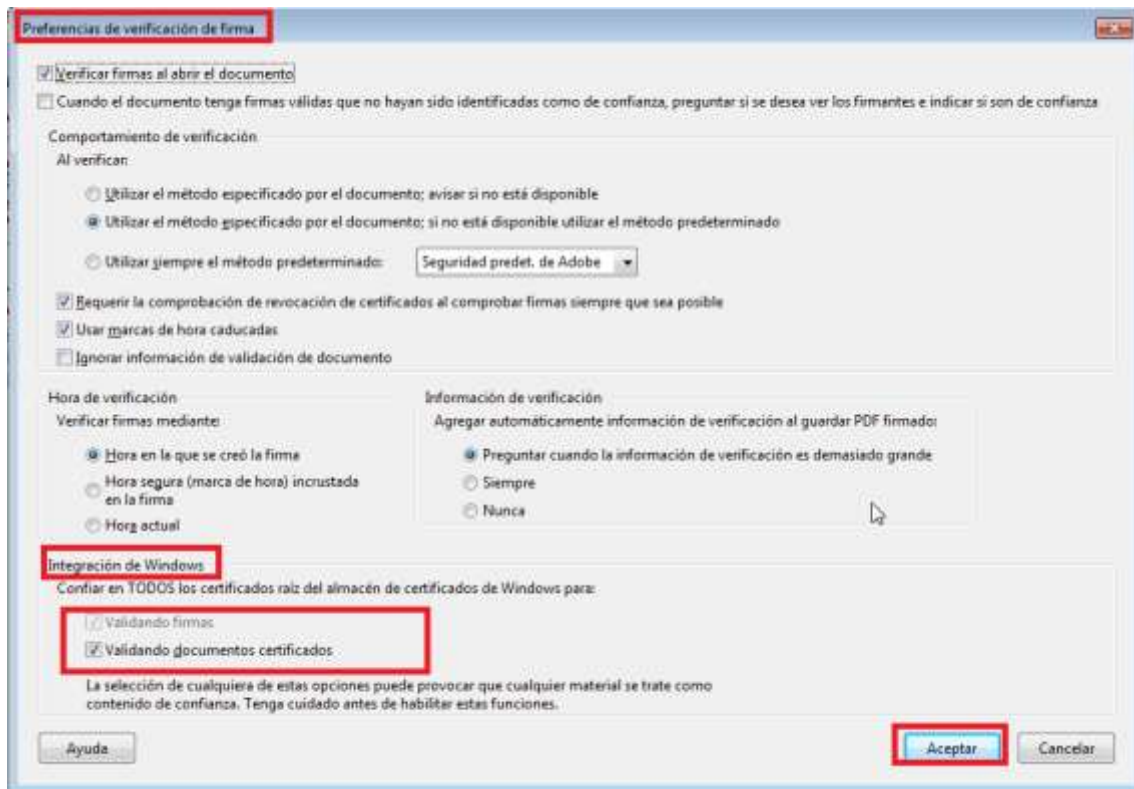 Preferencias de verificación de firma
Verificar firmas al abrir el documento
Cuando el documento tenga firmas válidas que no hayan sido identificadas como de confianza, preguntar si se desea ver los firmantes e indicar si son de confianza
Comportamiento de verificación
Al verificar:
Utilizar el método especificado por el documento; avisar si no está disponible
Utilizar el método especificado por el documento; si no está disponible utilizar el método predeterminado
Utilizar siempre el método predeterminado: Seguridad predet. de Adobe
Requerir la comprobación de revocación de certificados al comprobar firmas siempre que sea posible
Usar marcas de hora caducadas
Ignorar información de validación de documento
Hora de verificación
Verificar firmas mediante:
Hora en la que se creó la firma
Hora segura (marca de hora) incrustada
en la firma
Hora actual
Información de verificación
Agregar automáticamente información de verificación al guardar PDF firmado:
Preguntar cuando la información de verificación es demasiado grande
Siempre
Nunca
Integración de Windows
Confiar en TODOS los certificados raíz del almacén de certificados de Windows para:
Validando firmas
Validando documentos certificados
La selección de cualquiera de estas opciones puede provocar que cualquier material se trate como
contenido de confianza. Tenga cuidado antes de habilitar estas funciones.
Ayuda
Aceptar
Cancelar